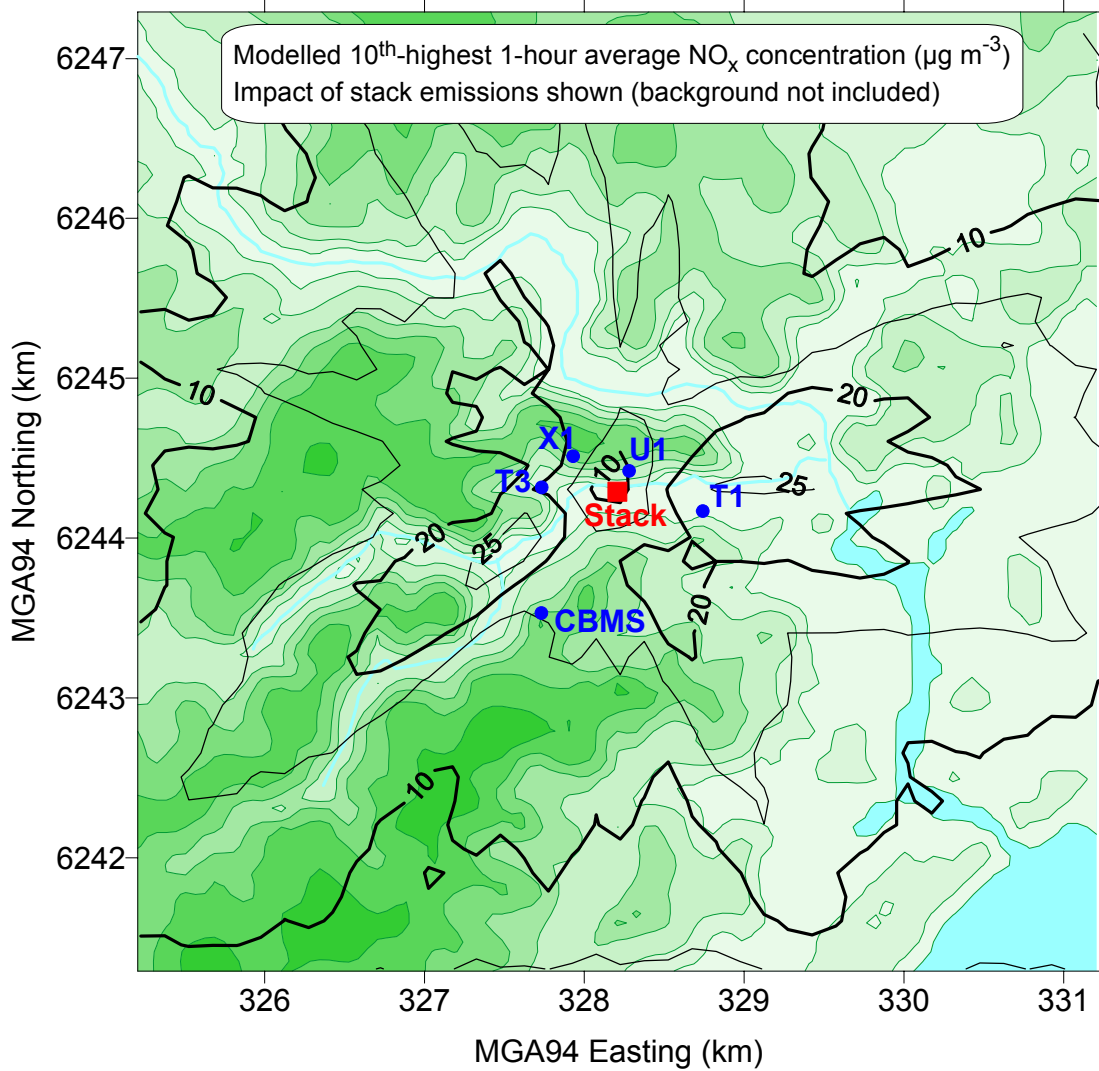 Modelled 10th-highest 1-hour average NOx concentration (µg m-3)
Impact of stack emissions shown (background not included)
6247
6246
6245
6244
6243
6242
MGA94 Northing (km)
10
10
20
X1
U1
10
T3
25
T1
Stack
20
25
CBMS
20
10
326
327
328
329
330
331
MGA94 Easting (km)